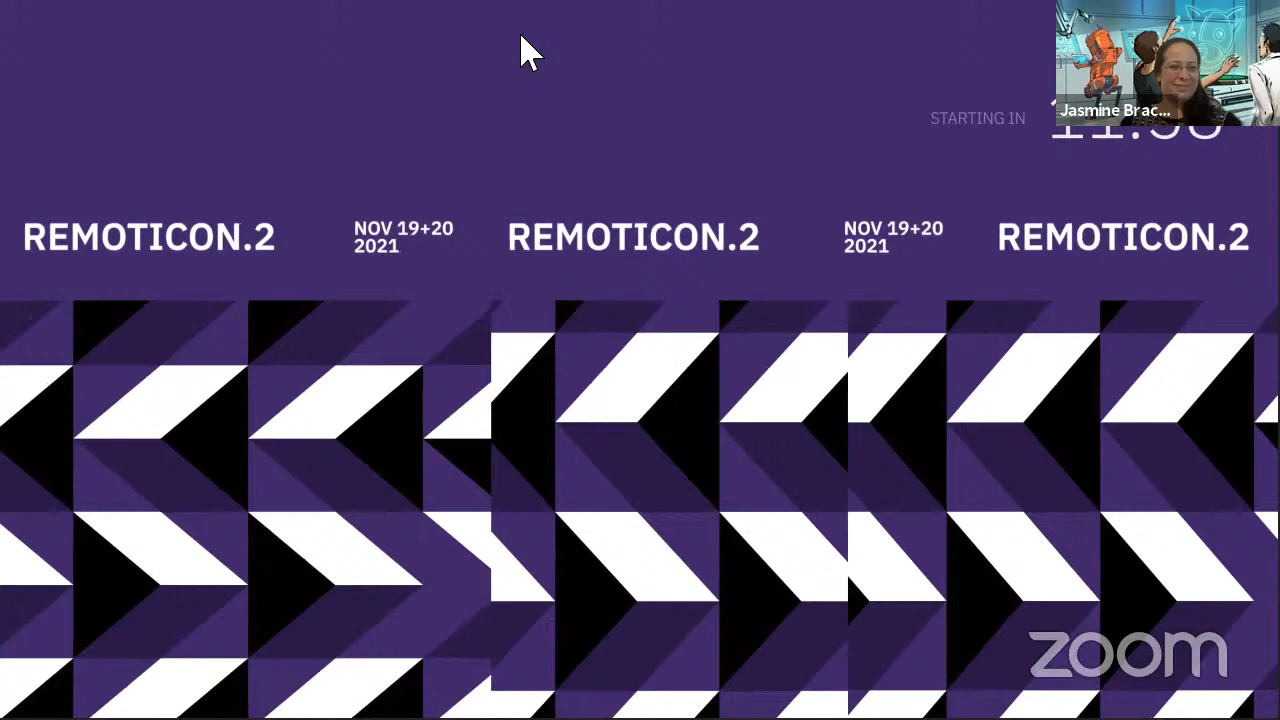 Jasmine Brac...
STARTING IN
REMOTICON.2
NOV 19+20
2021
REMOTICON.2
NOV 19+20
2021
REMOTICON.2
zoom